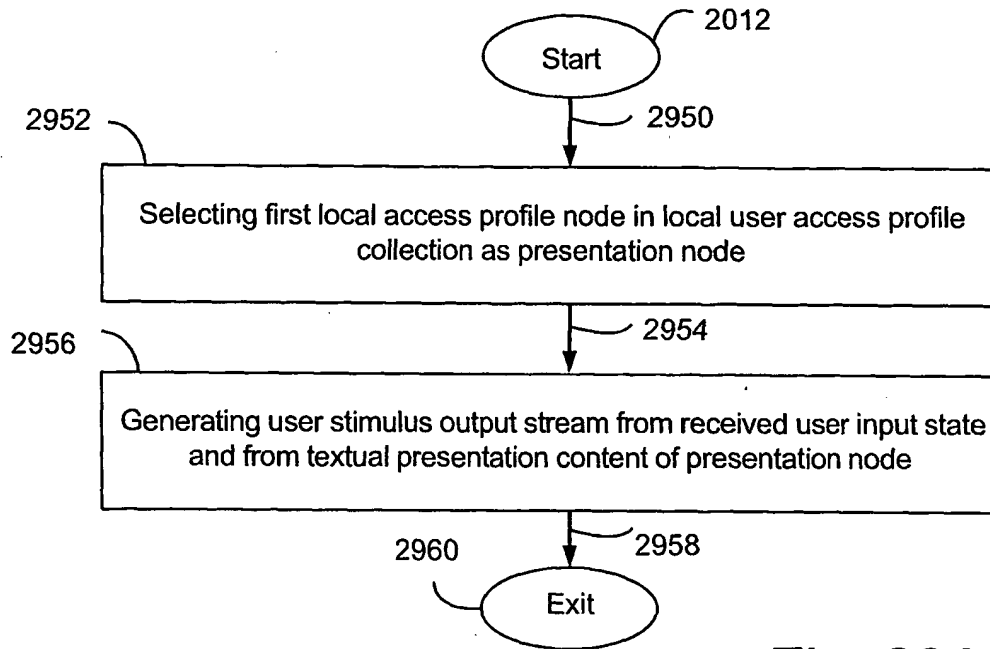 2012
Start
2950
2952
Selecting first local access profile node in local user access profile
collection as presentation node
2954
2956
Generating user stimulus output stream from received user input state
and from textual presentation content of presentation node
2958
2960
Exit